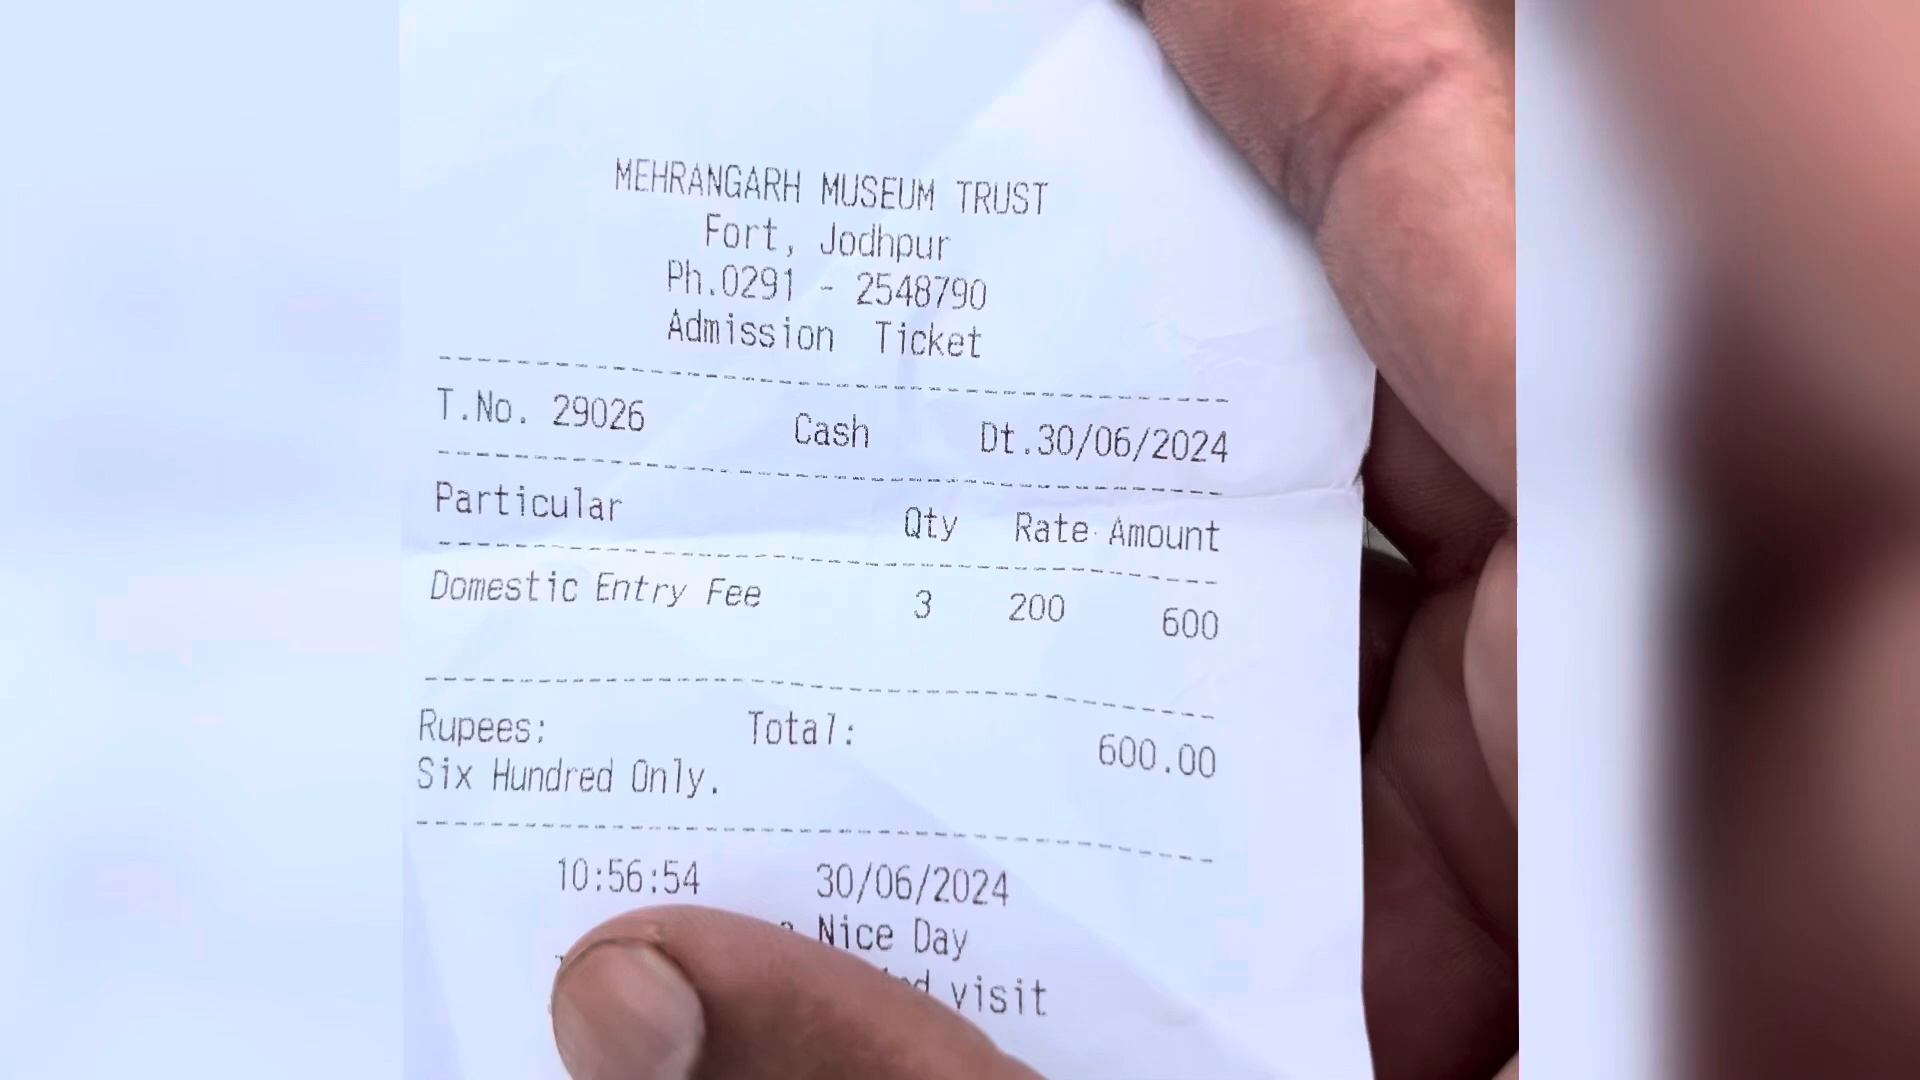 MEHRANGARH MUSEUM TRUST
Fort, Jodhpur
Ph.0291 - 2548790
Admission Ticket
T.No. 29026 Cash Dt.30/06/2024
Particular Qty Rate Amount
Domestic Entry Fee 3 200 600
Rupees: Total: 600.00
Six Hundred Only.
10:56:54 30/06/2024
Nice Day
visit